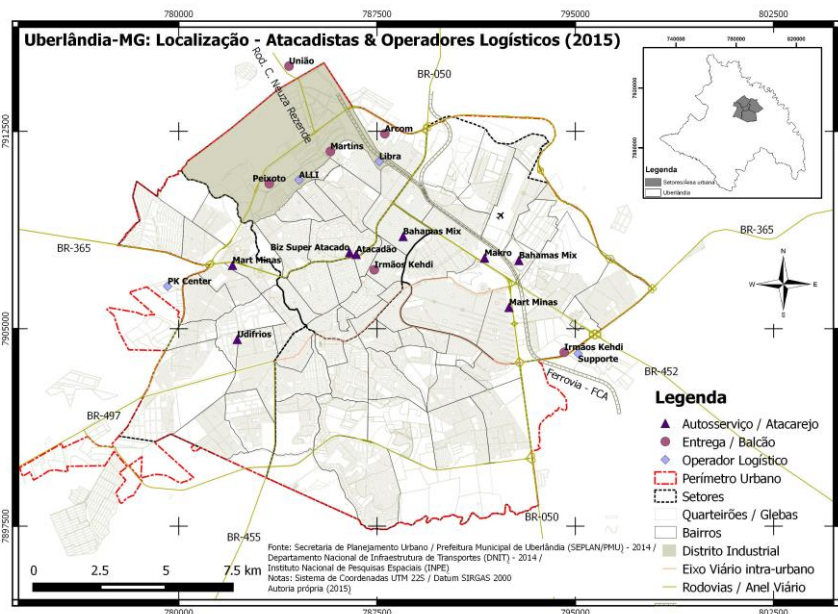 780000 787500 795000 802500
Uberlândia-MG: Localização - Atacadistas & Operadores Logísticos (2015)
740000 780000 820000
Legenda
Setores/Área urbana
Uberlândia
União
Rod. C. Neuza Rezende
BR-050
7912500
7912500
Arcom
Martins
Libra
Peixoto
ALLI
Bahamas Mix
BR-365
BR-365
Biz Super Atacado
Atacadão
Makro
Bahamas Mix
Mart Minas
Irmãos Kehdi
N
W E
S
PK Center
Mart Minas
7905000
7905000
Udifrios
Irmãos Kehdi
Supporte
BR-452
Ferrovia - FCA
BR-497
Legenda
Autosserviço / Atacarejo
Entrega / Balcão
Operador Logístico
Perímetro Urbano
Setores
Quarteirões / Glebas
Bairros
Distrito Industrial
Eixo Viário intra-urbano
Rodovias / Anel Viário
7897500
7897500
BR-050
BR-455
0 2.5 5 7.5 km
Fonte: Secretaria de Planejamento Urbano / Prefeitura Municipal de Uberlândia (SEPLAN/PMU) - 2014 /
Departamento Nacional de Infraestrutura de Transportes (DNIT) - 2014 /
Instituto Nacional de Pesquisas Espaciais (INPE)
Notas: Sistema de Coordenadas UTM 22S / Datum SIRGAS 2000
Autoria própria (2015)
780000 787500 795000 802500